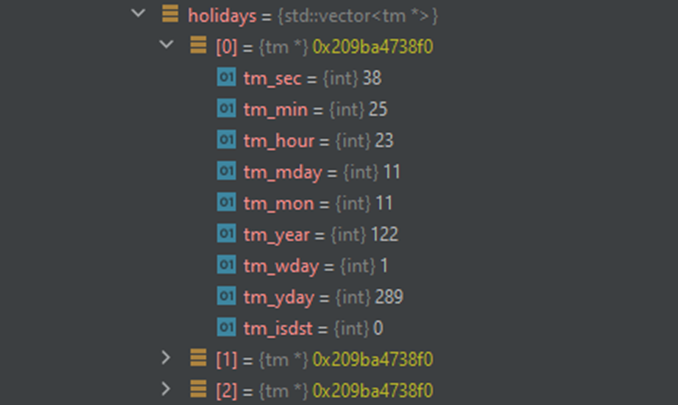 holidays = {std::vector<tm *>}
[0] = {tm *} 0x209ba4738f0
01 tm_sec = {int} 38
01 tm_min = {int} 25
01 tm_hour = {int} 23
01 tm_mday = {int} 11
01 tm_mon = {int} 11
01 tm_year = {int} 122
01 tm_wday = {int} 1
01 tm_yday = {int} 289
01 tm_isdst = {int} 0
[1] = {tm *} 0x209ba4738f0
[2] = {tm *} 0x209ba4738f0